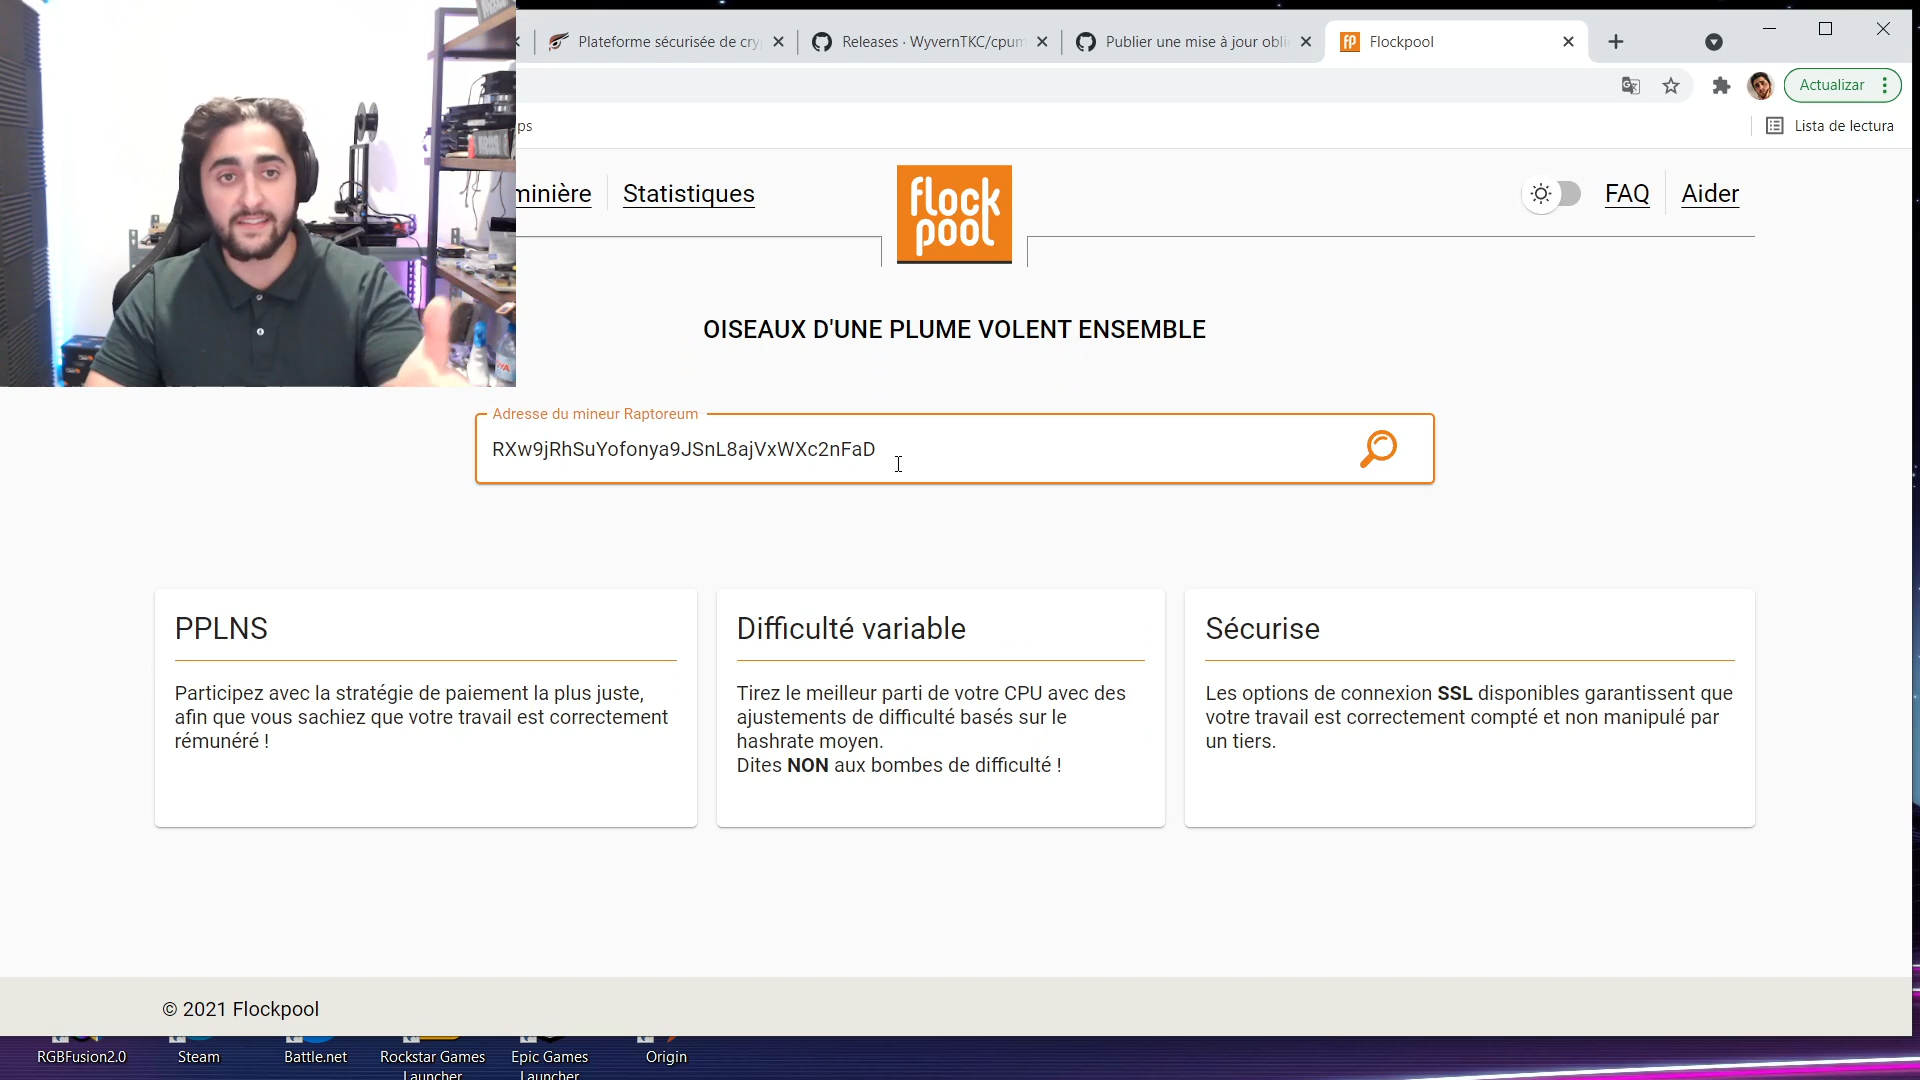 Plateforme sécurisée de cry
Releases · WyvernTKC/cpum
Publier une mise à jour obli
Flockpool
Actualizar
ps
Lista de lectura
minière
Statistiques
flock
pool
FAQ
Aider
OISEAUX D'UNE PLUME VOLENT ENSEMBLE
Adresse du mineur Raptoreum
RXw9jRhSuYofonya9JSnL8ajVxWXc2nFaD
PPLNS
Participez avec la stratégie de paiement la plus juste,
afin que vous sachiez que votre travail est correctement
rémunéré !
Difficulté variable
Tirez le meilleur parti de votre CPU avec des
ajustements de difficulté basés sur le
hashrate moyen.
Dites NON aux bombes de difficulté !
Sécurise
Les options de connexion SSL disponibles garantissent que
votre travail est correctement compté et non manipulé par
un tiers.
© 2021 Flockpool
RGBFusion2.0
Steam
Battle.net
Rockstar Games
Launcher
Epic Games
Launcher
Origin